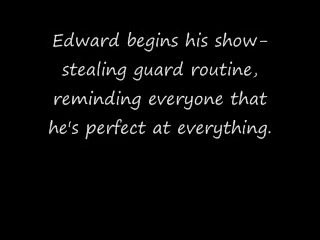 Edward begins his show-
stealing guard routine,
reminding everyone that
he's perfect at everything.